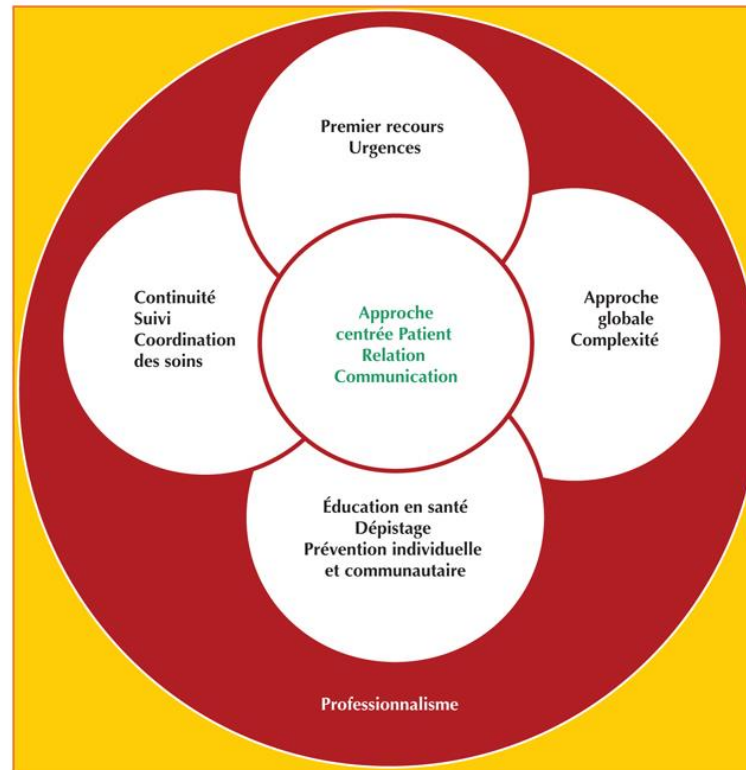 Premier recours
Urgences
Continuité
Suivi
Coordination
des soins
Approche
centrée Patient
Relation
Communication
Approche
globale
Complexité
Éducation en santé
Dépistage
Prévention individuelle
et communautaire
Professionnalisme